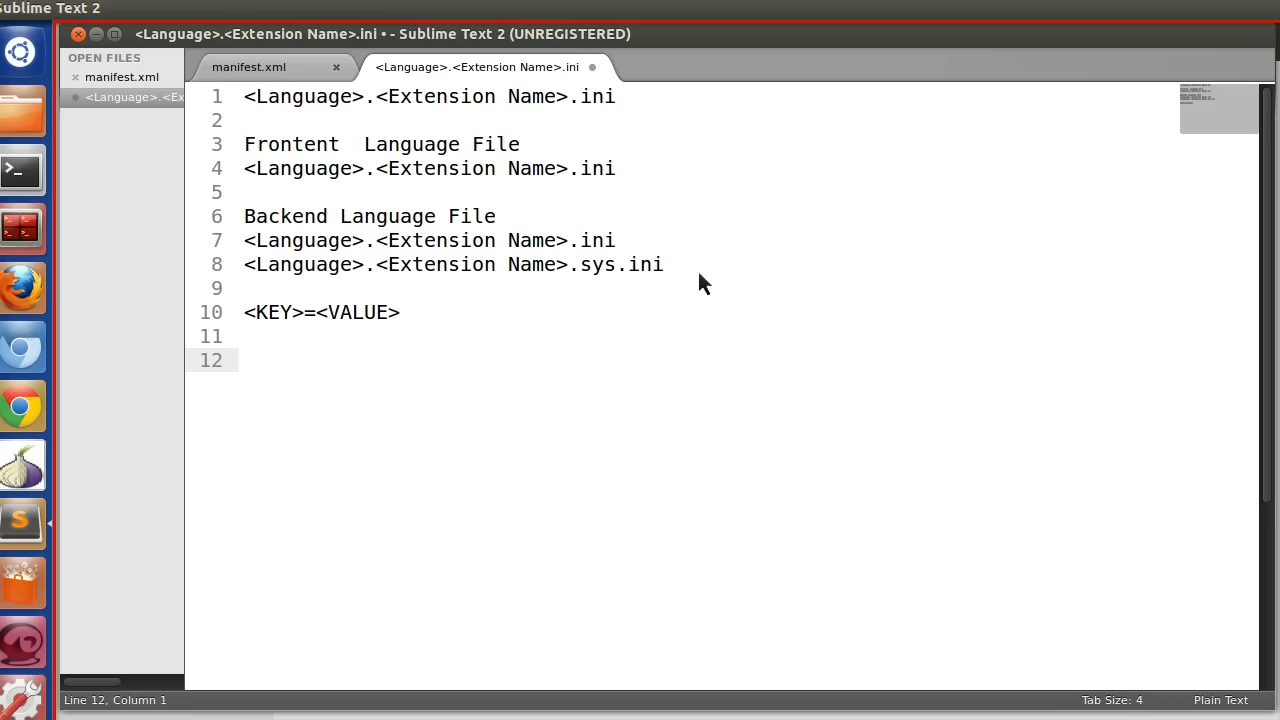 Sublime Text 2
<Language>.<Extension Name>.ini • - Sublime Text 2 (UNREGISTERED)
OPEN FILES
manifest.xml
<Language>.<Ex
manifest.xml
<Language>.<Extension Name>.ini
1 <Language>.<Extension Name>.ini
2
3 Frontent  Language File
4 <Language>.<Extension Name>.ini
5
6 Backend Language File
7 <Language>.<Extension Name>.ini
8 <Language>.<Extension Name>.sys.ini
9
10 <KEY>=<VALUE>
11
12
Line 12, Column 1
Tab Size: 4
Plain Text